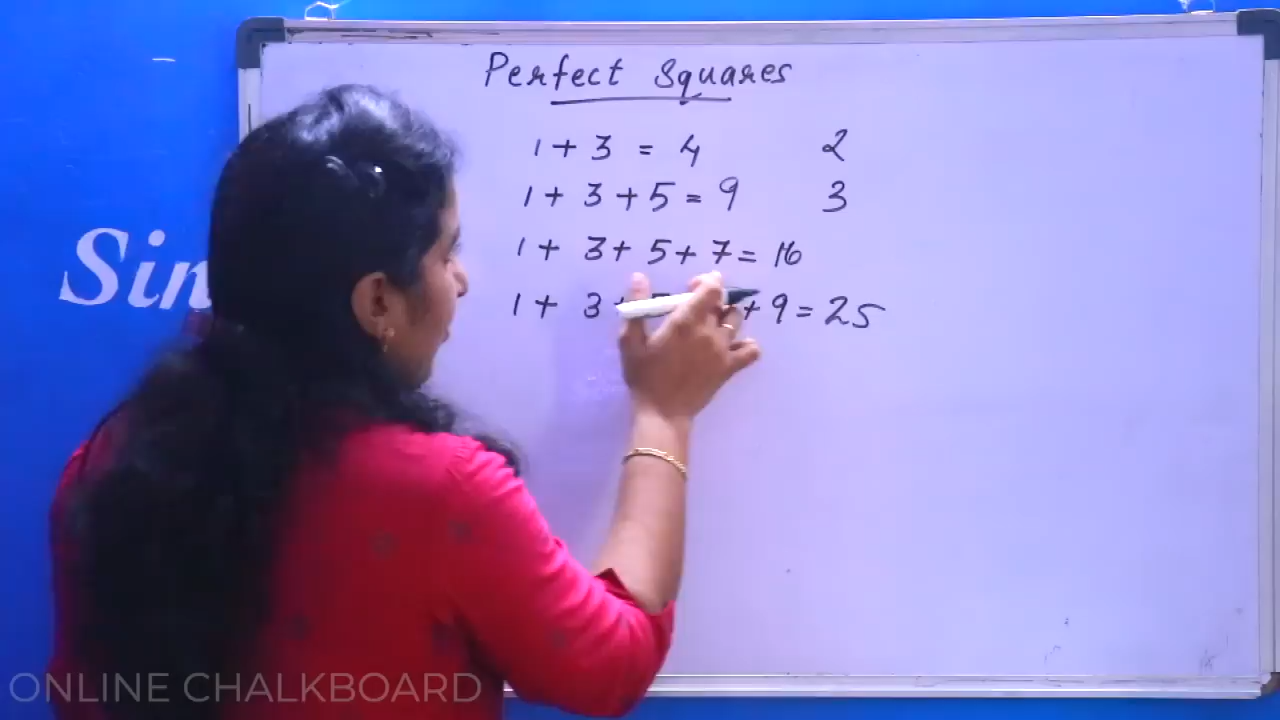 Perfect Squares
1 + 3 = 4 2
1 + 3 + 5 = 9 3
1 + 3 + 5 + 7 = 16
1 + 3 + 9 = 25
Sin
ONLINE CHALKBOARD